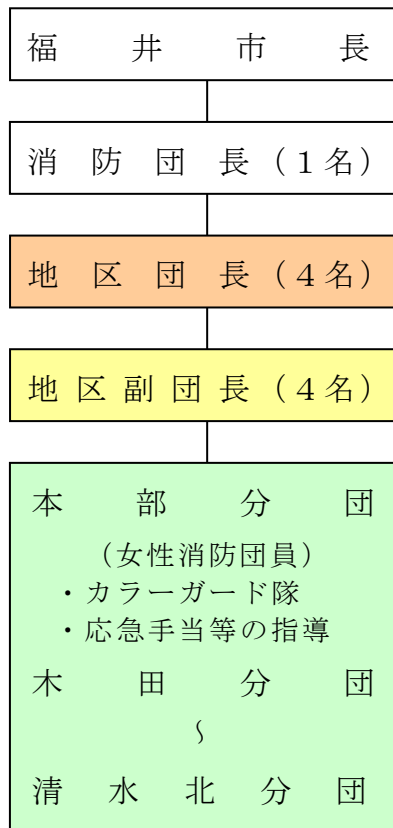 福井市長
消防団長(1名)
地区団長(4名)
地区副団長(4名)
本部分団
(女性消防団員)
・カラーガード隊
・応急手当等の指導
木田分団
～
清水北分団